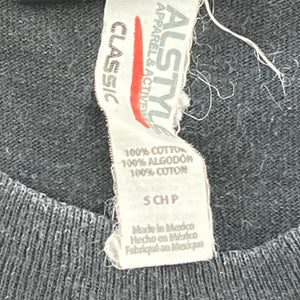 ALSTYL
APPAREL & ACTIVEW
CLASSIC
100% COTTON
100% ALGODÓN
100% COTON
S CH P
Made in Mexico
Hecho en México
Fabriqué au Mexique